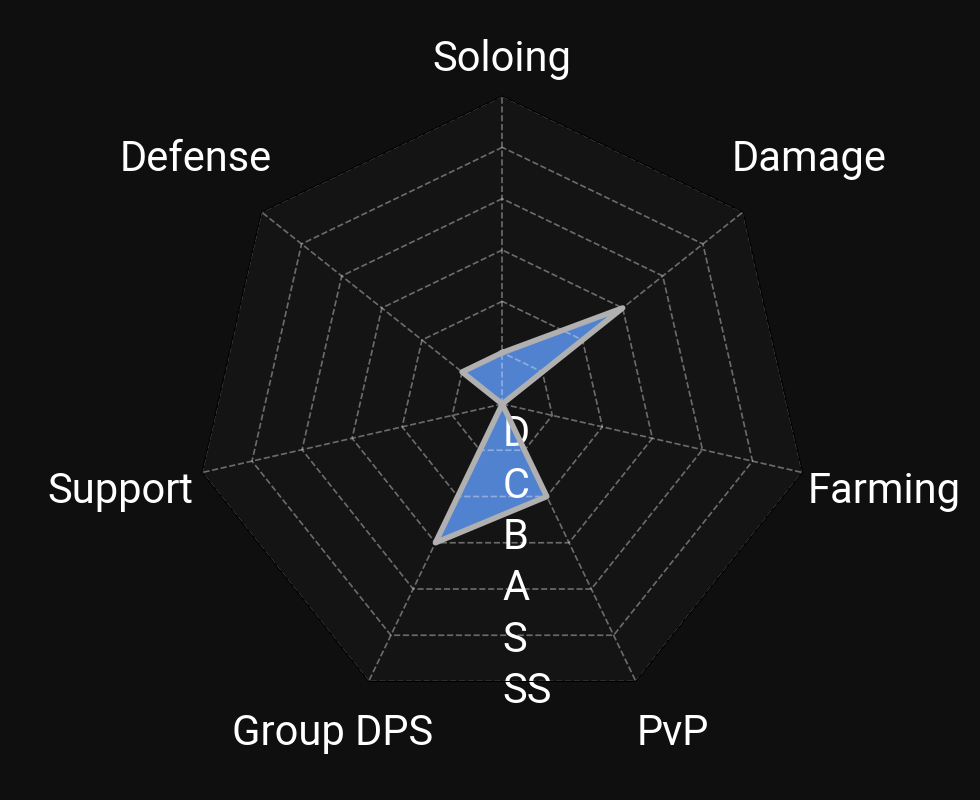 Soloing
Defense
Damage
D
C
Support
Farming
B
A
S
SS
Group DPS
PvP